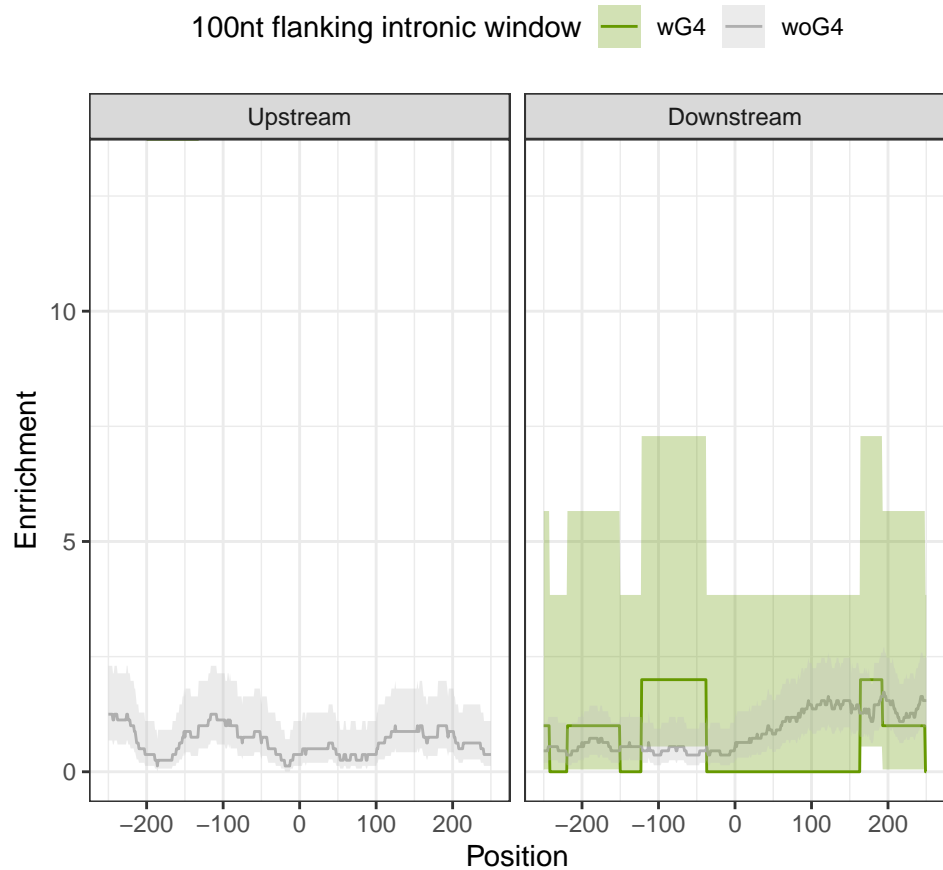 100nt flanking intronic window wG4 woG4
Upstream Downstream
10
5
0
Enrrichment
−200 −100 0 100 200 −200 −100 0 100 200
Position